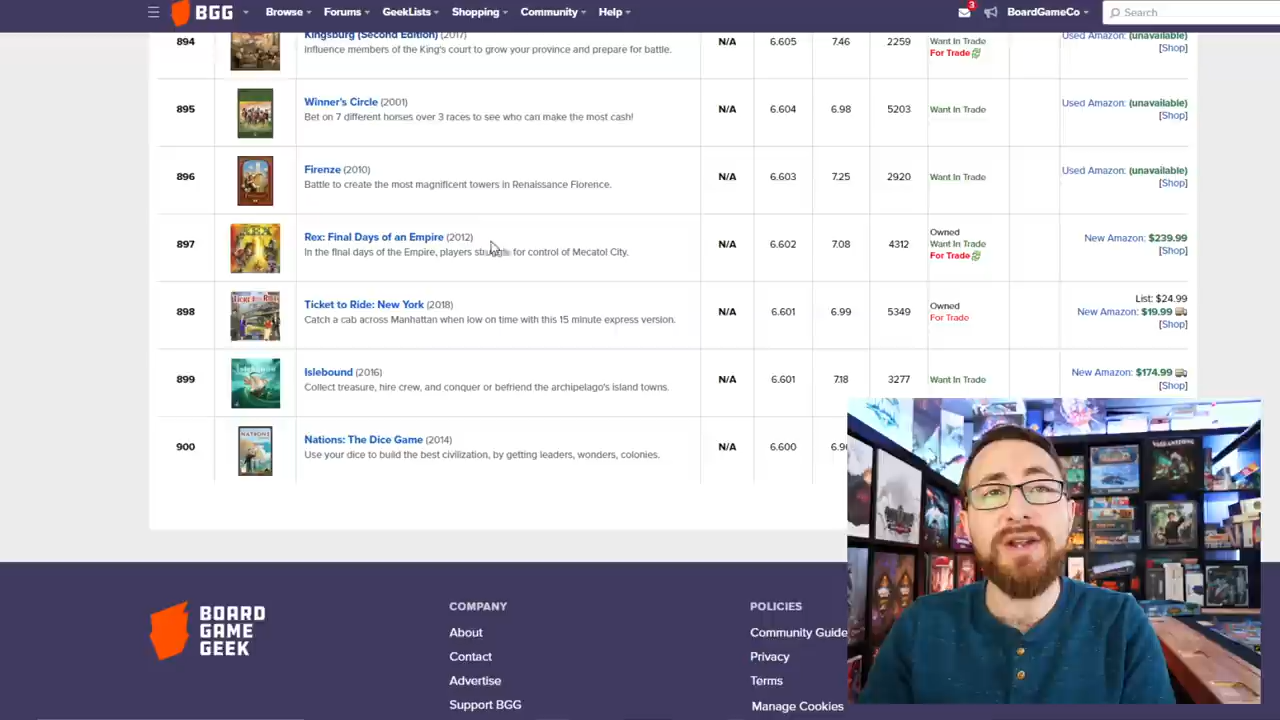 BGG Browse Forums GeekLists Shopping Community Help 3 BoardGameCo Search
894 Kingsburg (Second Edition) (2017) N/A 6.605 7.46 2259 Want In Trade Used Amazon: (unavailable)
Influence members of the King's court to grow your province and prepare for battle. For Trade [Shop]
895 Winner's Circle (2001) N/A 6.604 6.98 5203 Want In Trade Used Amazon: (unavailable)
Bet on 7 different horses over 3 races to see who can make the most cash! [Shop]
896 Firenze (2010) N/A 6.603 7.25 2920 Want In Trade Used Amazon: (unavailable)
Battle to create the most magnificent towers in Renaissance Florence. [Shop]
897 Rex: Final Days of an Empire (2012) N/A 6.602 7.08 4312 Owned New Amazon: $239.99
In the final days of the Empire, players struggle for control of Mecatol City. Want In Trade [Shop]
For Trade
898 Ticket to Ride: New York (2018) N/A 6.601 6.99 5349 Owned List: $24.99
Catch a cab across Manhattan when low on time with this 15 minute express version. For Trade New Amazon: $19.99
[Shop]
899 Islebound (2016) N/A 6.601 7.18 3277 Want In Trade New Amazon: $174.99
Collect treasure, hire crew, and conquer or befriend the archipelago's island towns. [Shop]
900 Nations: The Dice Game (2014) N/A 6.600
Use your dice to build the best civilization, by getting leaders, wonders, colonies.
BOARD
GAME
GEEK
COMPANY
About
Contact
Advertise
Support BGG
POLICIES
Community Guide
Privacy
Terms
Manage Cookies